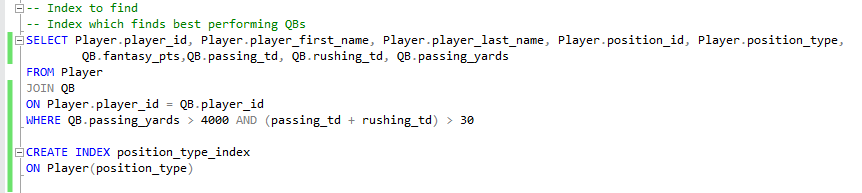 -- Index to find
-- Index which finds best performing QBs
SELECT Player.player_id, Player.player_first_name, Player.player_last_name, Player.position_id, Player.position_type,
QB.fantasy_pts,QB.passing_td, QB.rushing_td, QB.passing_yards
FROM Player
JOIN QB
ON Player.player_id = QB.player_id
WHERE QB.passing_yards > 4000 AND (passing_td + rushing_td) > 30
CREATE INDEX position_type_index
ON Player(position_type)